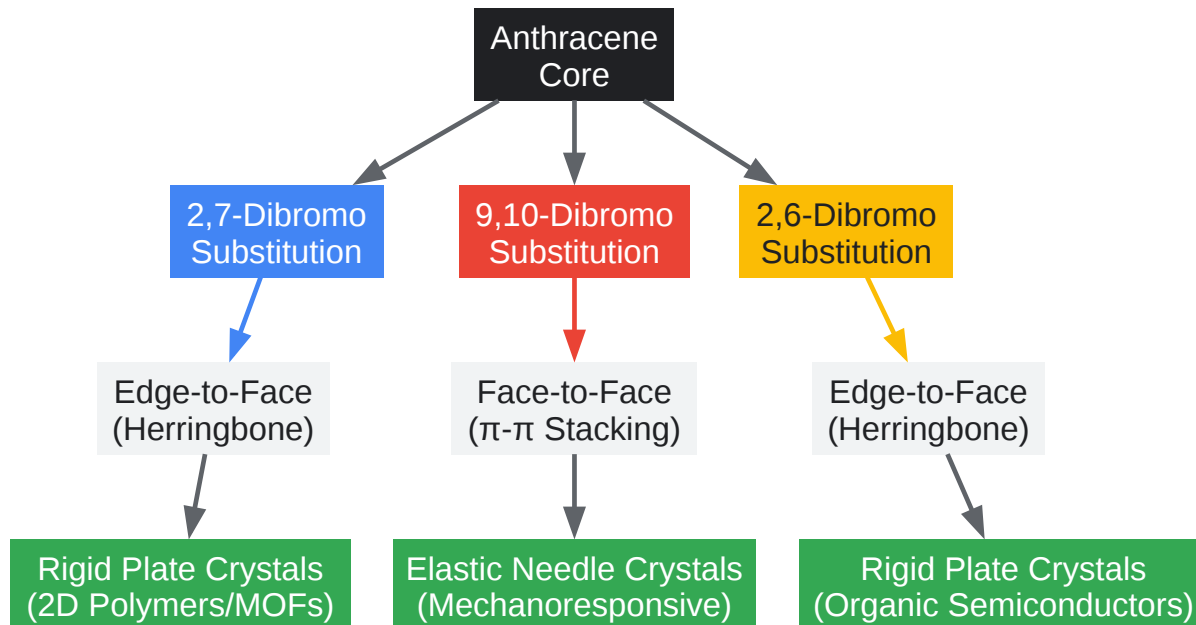 Anthracene
Core
2,7-Dibromo
Substitution
9,10-Dibromo
Substitution
2,6-Dibromo
Substitution
Edge-to-Face
(Herringbone)
Face-to-Face
(π-π Stacking)
Edge-to-Face
(Herringbone)
Rigid Plate Crystals
(2D Polymers/MOFs)
Elastic Needle Crystals
(Mechanoresponsive)
Rigid Plate Crystals
(Organic Semiconductors)